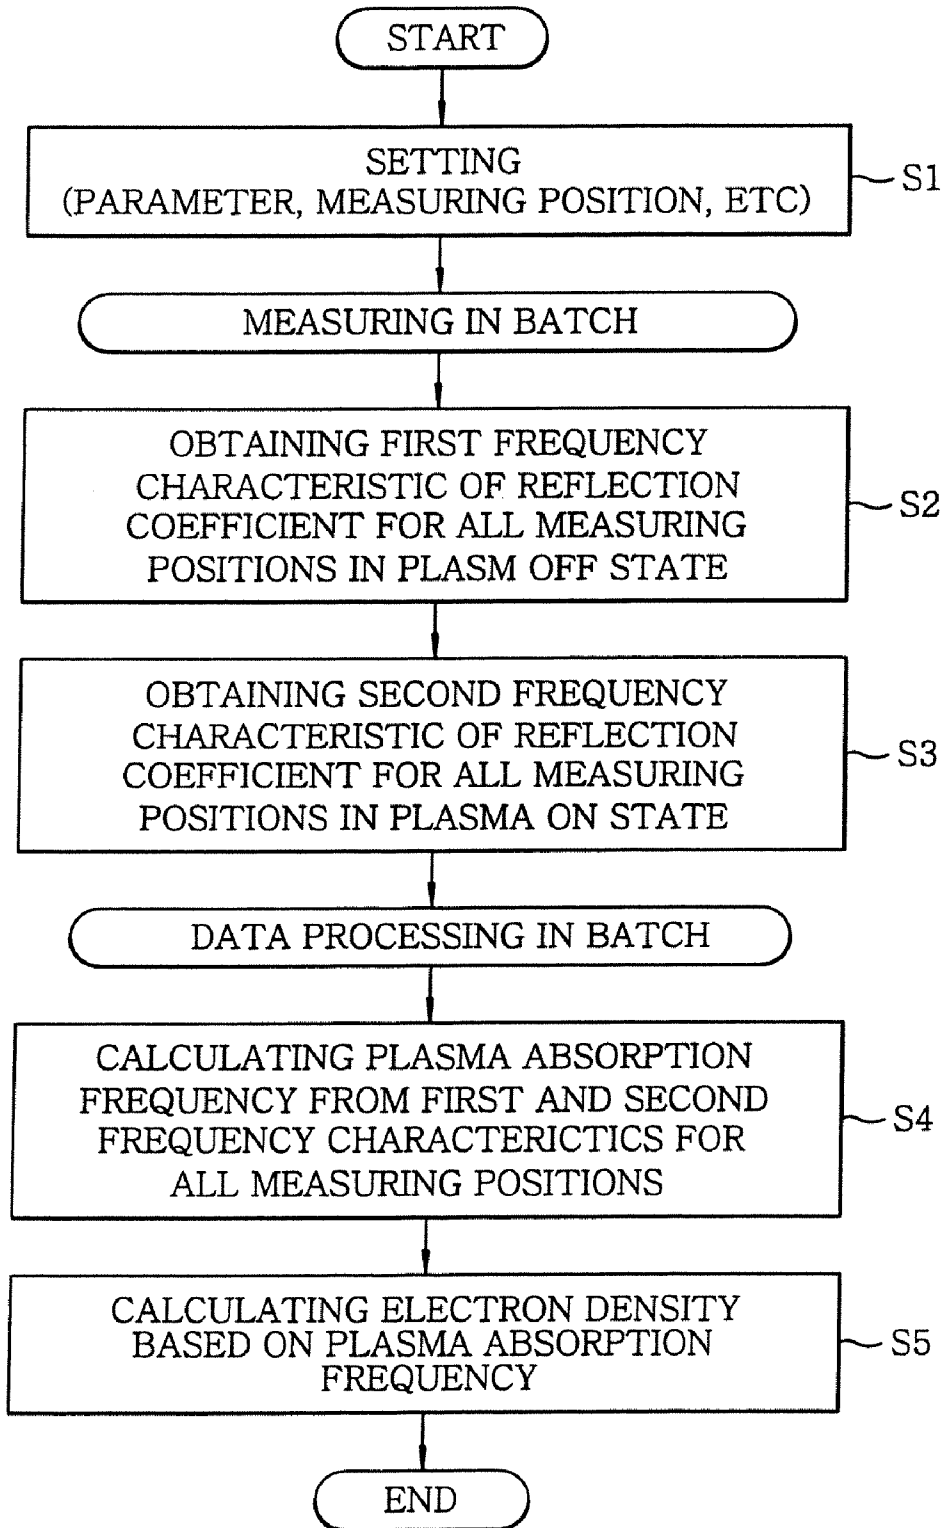 START
SETTING
(PARAMETER, MEASURING POSITION, ETC)
S1
MEASURING IN BATCH
OBTAINING FIRST FREQUENCY
CHARACTERISTIC OF REFLECTION
COEFFICIENT FOR ALL MEASURING
POSITIONS IN PLASM OFF STATE
S2
OBTAINING SECOND FREQUENCY
CHARACTERISTIC OF REFLECTION
COEFFICIENT FOR ALL MEASURING
POSITIONS IN PLASMA ON STATE
S3
DATA PROCESSING IN BATCH
CALCULATING PLASMA ABSORPTION
FREQUENCY FROM FIRST AND SECOND
FREQUENCY CHARACTERICTICS FOR
ALL MEASURING POSITIONS
S4
CALCULATING ELECTRON DENSITY
BASED ON PLASMA ABSORPTION
FREQUENCY
S5
END